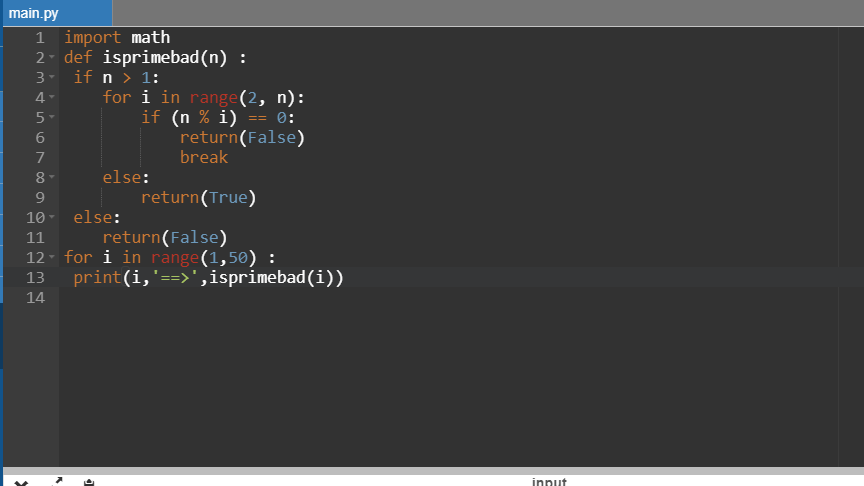 main.py
1 import math
2 def isprimebad(n) :
3  if n > 1:
4     for i in range(2, n):
5         if (n % i) == 0:
6             return(False)
7             break
8     else:
9         return(True)
10  else:
11     return(False)
12 for i in range(1,50) :
13  print(i,'==>',isprimebad(i))
14
input